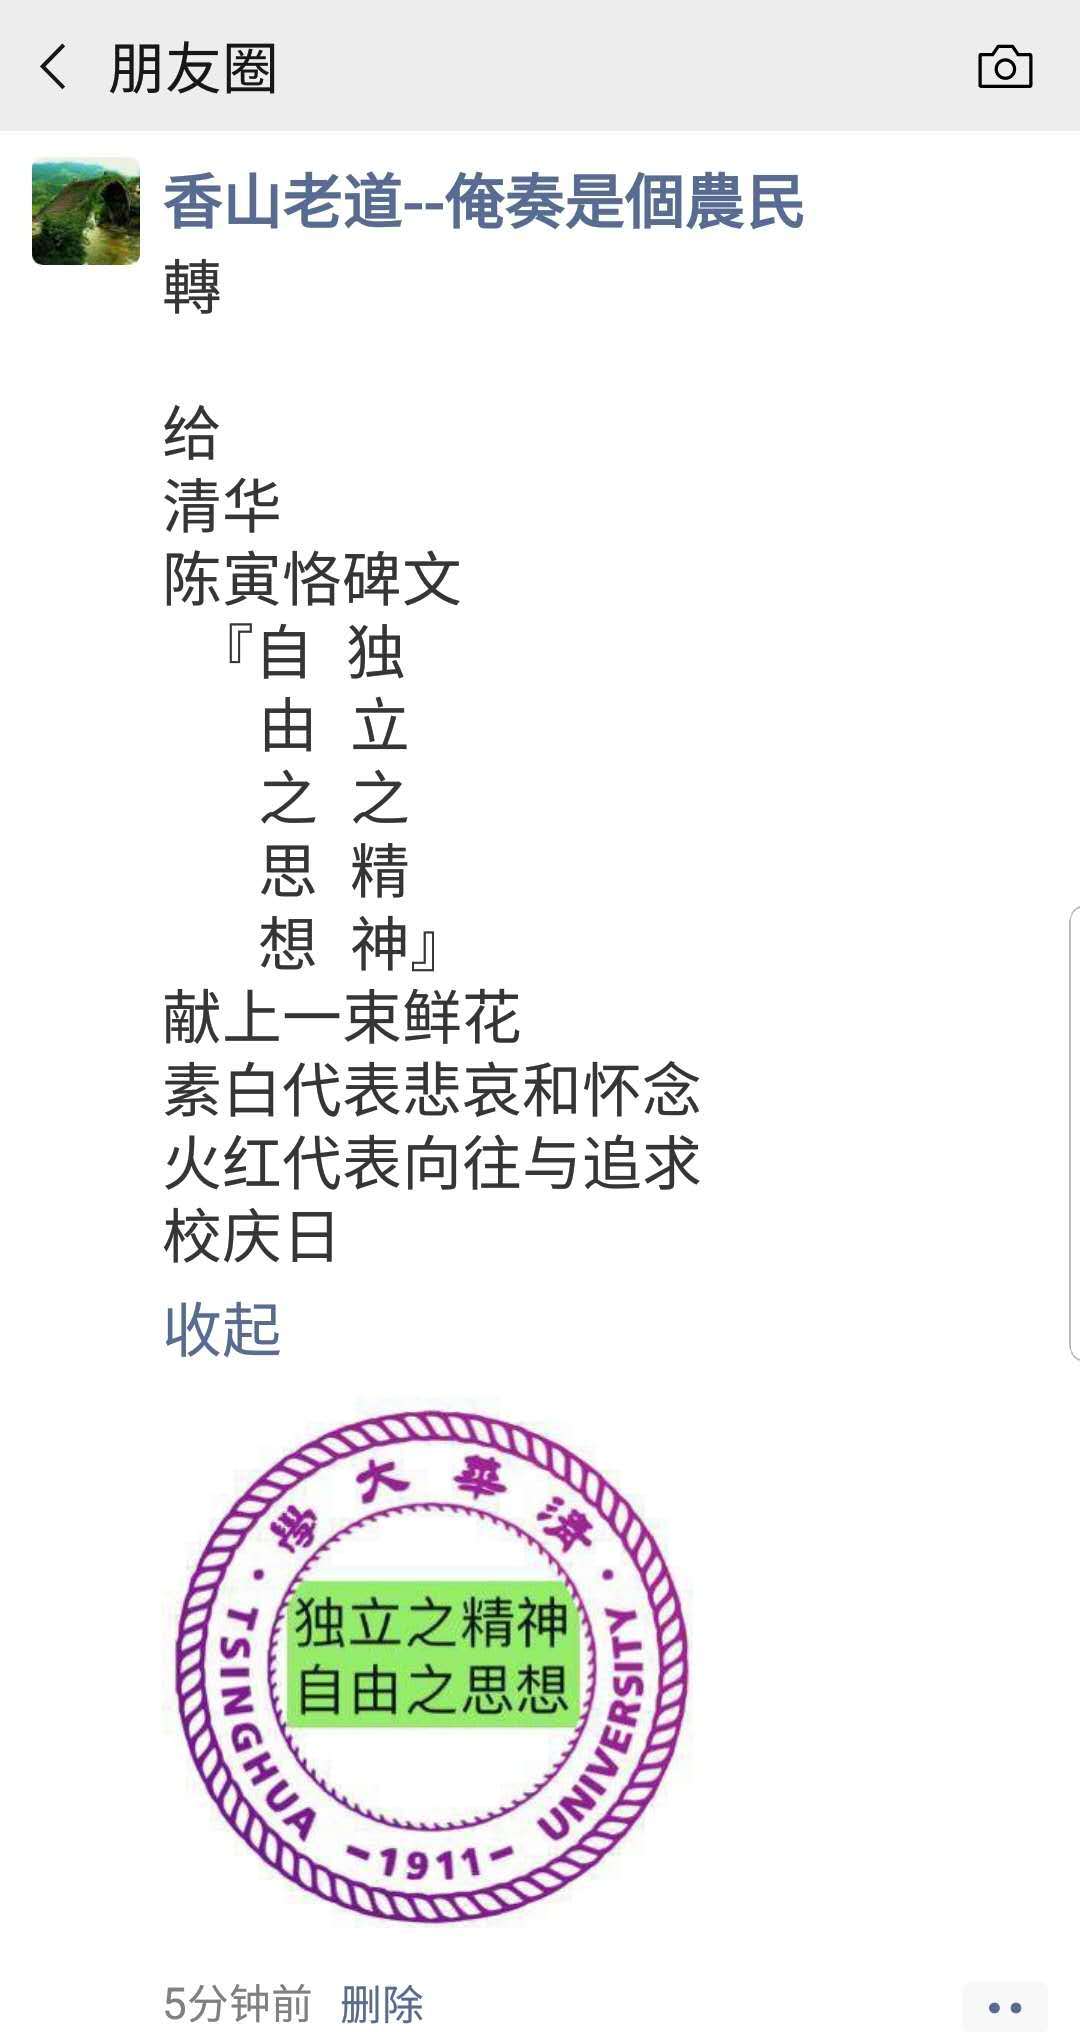 朋友圈
香山老道--俺奏是個農民
轉
给
清华
陈寅恪碑文
『自 独
由 立
之 之
思 精
想 神』
献上一束鲜花
素白代表悲哀和怀念
火红代表向往与追求
校庆日
收起
學大華清
独立之精神
自由之思想
TSINGHUA UNIVERSITY
-1911-
5分钟前 删除